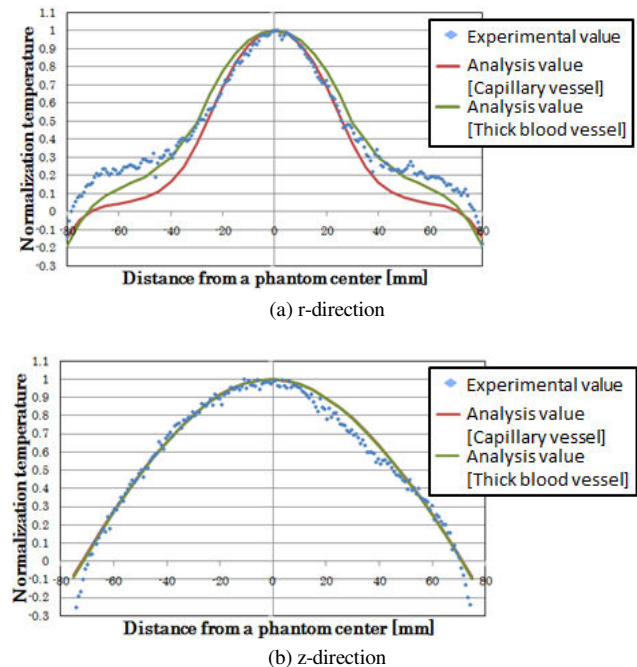 1.1
1
0.9
0.8
0.7
0.6
0.5
0.4
0.3
0.2
0.1
0
-0.1
-0.2
-0.3
Normalization temperature
-80 -60 -40 -20 0 20 40 60 80
Distance from a phantom center [mm]
Experimental value
Analysis value
[Capillary vessel]
Analysis value
[Thick blood vessel]
(a) r-direction
1.1
1
0.9
0.8
0.7
0.6
0.5
0.4
0.3
0.2
0.1
0
-0.1
-0.2
-0.3
Normalization temperature
-80 -60 -40 -20 0 20 40 60 80
Distance from a phantom center [mm]
Experimental value
Analysis value
[Capillary vessel]
Analysis value
[Thick blood vessel]
(b) z-direction